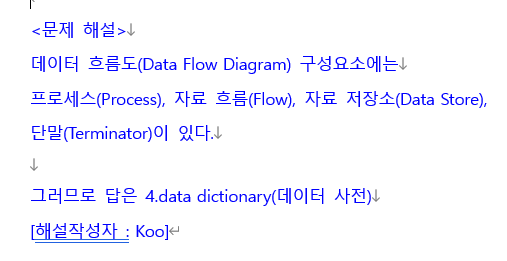 <문제 해설>
데이터 흐름도(Data Flow Diagram) 구성요소에는
프로세스(Process), 자료 흐름(Flow), 자료 저장소(Data Store),
단말(Terminator)이 있다.
그러므로 답은 4.data dictionary(데이터 사전)
[해설작성자 : Koo]